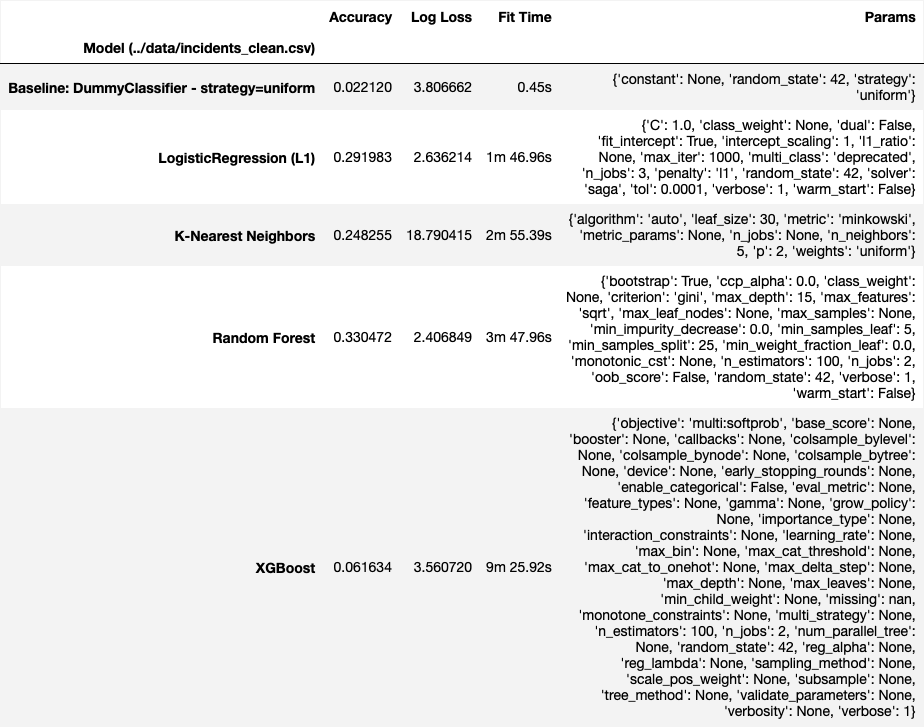 Accuracy Log Loss Fit Time Params
Model (../data/incidents_clean.csv)
Baseline: DummyClassifier - strategy=uniform 0.022120 3.806662 0.45s {'constant': None, 'random_state': 42, 'strategy':
'uniform'}
{'C': 1.0, 'class_weight': None, 'dual': False,
'fit_intercept': True, 'intercept_scaling': 1, 'l1_ratio':
LogisticRegression (L1) 0.291983 2.636214 1m 46.96s None, 'max_iter': 1000, 'multi_class': 'deprecated',
'n_jobs': 3, 'penalty': 'l1', 'random_state': 42, 'solver':
'saga', 'tol': 0.0001, 'verbose': 1, 'warm_start': False}
{'algorithm': 'auto', 'leaf_size': 30, 'metric': 'minkowski',
K-Nearest Neighbors 0.248255 18.790415 2m 55.39s 'metric_params': None, 'n_jobs': None, 'n_neighbors':
5, 'p': 2, 'weights': 'uniform'}
{'bootstrap': True, 'ccp_alpha': 0.0, 'class_weight':
None, 'criterion': 'gini', 'max_depth': 15, 'max_features':
'sqrt', 'max_leaf_nodes': None, 'max_samples': None,
'min_impurity_decrease': 0.0, 'min_samples_leaf': 5,
Random Forest 0.330472 2.406849 3m 47.96s 'min_samples_split': 25, 'min_weight_fraction_leaf': 0.0,
'monotonic_cst': None, 'n_estimators': 100, 'n_jobs': 2,
'oob_score': False, 'random_state': 42, 'verbose': 1,
'warm_start': False}
{'objective': 'multi:softprob', 'base_score': None,
'booster': None, 'callbacks': None, 'colsample_bylevel':
None, 'colsample_bynode': None, 'colsample_bytree':
None, 'device': None, 'early_stopping_rounds': None,
'enable_categorical': False, 'eval_metric': None,
'feature_types': None, 'gamma': None, 'grow_policy':
None, 'importance_type': None,
'interaction_constraints': None, 'learning_rate': None,
'max_bin': None, 'max_cat_threshold': None,
XGBoost 0.061634 3.560720 9m 25.92s 'max_cat_to_onehot': None, 'max_delta_step': None,
'max_depth': None, 'max_leaves': None,
'min_child_weight': None, 'missing': nan,
'monotone_constraints': None, 'multi_strategy': None,
'n_estimators': 100, 'n_jobs': 2, 'num_parallel_tree':
None, 'random_state': 42, 'reg_alpha': None,
'reg_lambda': None, 'sampling_method': None,
'scale_pos_weight': None, 'subsample': None,
'tree_method': None, 'validate_parameters': None,
'verbosity': None, 'verbose': 1}